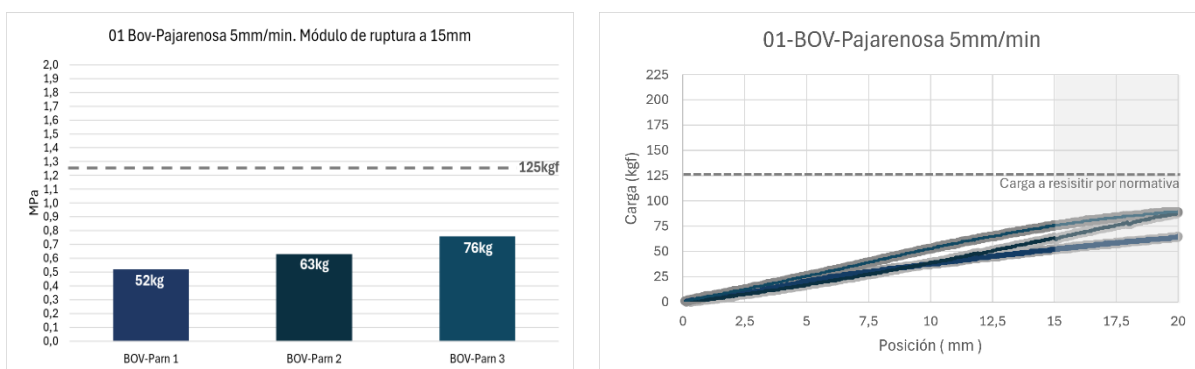 01 Bov-Pajarenosa 5mm/min. Módulo de ruptura a 15mm
2,0
1,9
1,8
1,7
1,6
1,5
1,4
1,3
1,2
1,1
1,0
0,9
0,8
0,7
0,6
0,5
0,4
0,3
0,2
0,1
0,0
MPa
125kgf
52kg
63kg
76kg
BOV-Parn 1 BOV-Parn 2 BOV-Parn 3
01-BOV-Pajarenosa 5mm/min
225
200
175
150
125
100
75
50
25
0
Carga (kgf)
Carga a resisitir por normativa
0 2,5 5 7,5 10 12,5 15 17,5 20
Posición ( mm )